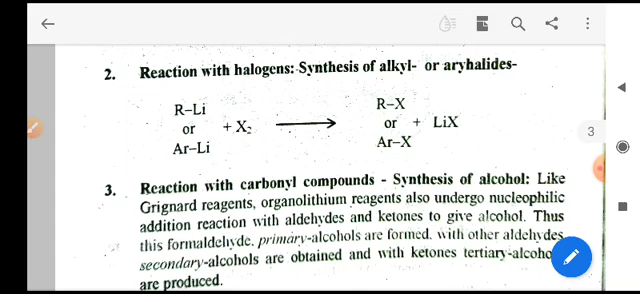 2. Reaction with halogens: Synthesis of alkyl- or aryhalides-
R–Li
or + X₂
Ar–Li
R–X
or + LiX
Ar–X
3
3. Reaction with carbonyl compounds - Synthesis of alcohol: Like
Grignard reagents, organolithium reagents also undergo nucleophilic
addition reaction with aldehydes and ketones to give alcohol. Thus
this formaldehyde, primary-alcohols are formed. with other aldehydes
secondary-alcohols are obtained and with ketones tertiary-alcoho
are produced.